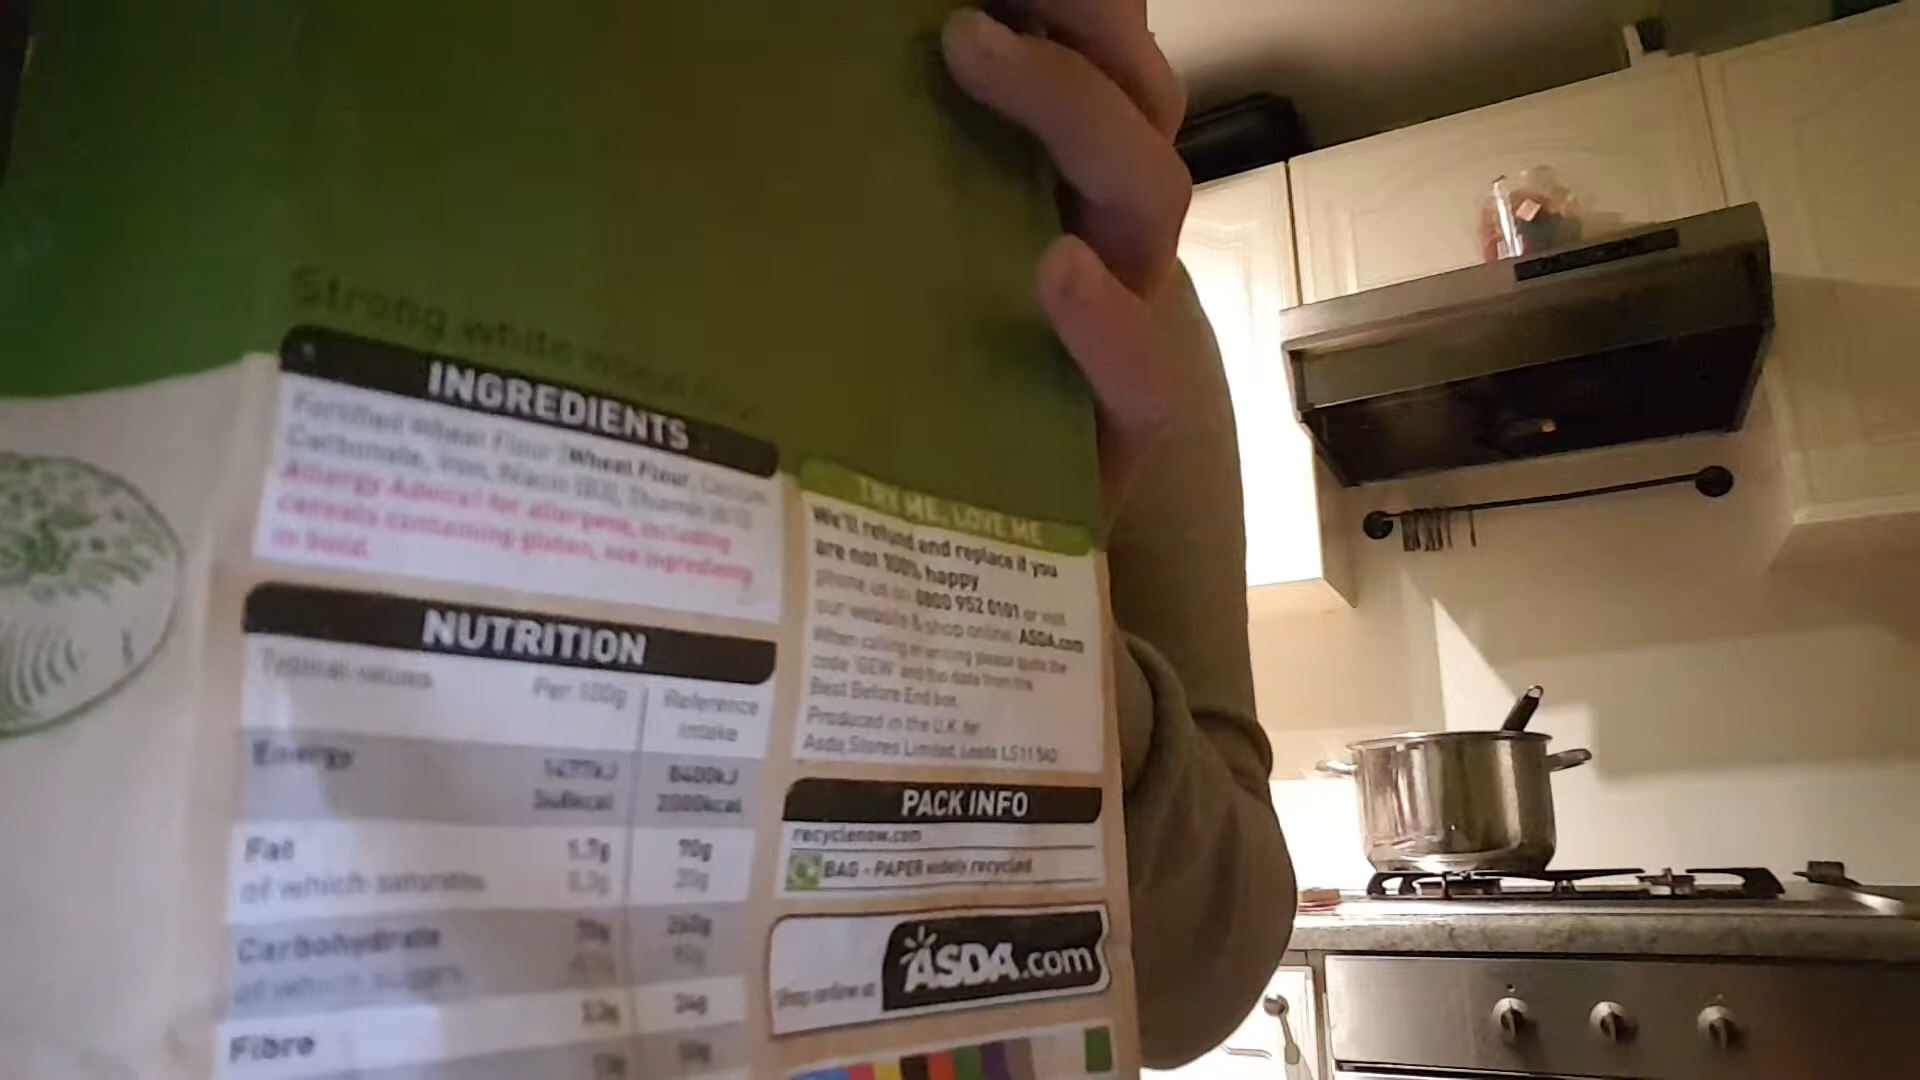 Strong white
INGREDIENTS
Fortified Wheat Flour (Wheat Flour, Calcium
Carbonate, Iron, Niacin (B3), Thiamin (B1))
Allergy Advice! For allergens, including
cereals containing gluten, see ingredients
in bold.
NUTRITION
Typical values Per 100g Reference
Intake
Energy 8400kJ
348kcal 2000kcal
Fat 1.7g 70g
of which saturates 20g
Carbohydrate 260g
of which sugars
Fibre
TRY ME, LOVE ME
We'll refund and replace if you
are not 100% happy
phone us on 0800 952 0101 or visit
our website & shop online ASDA.com
When calling or writing please quote the
code 'GEW' and the date from the
Best Before End box.
Produced in the U.K. for
Asda Stores Limited, Leeds LS11 5AD
PACK INFO
recyclenow.com
BAG - PAPER widely recycled
Shop online at ASDA.com